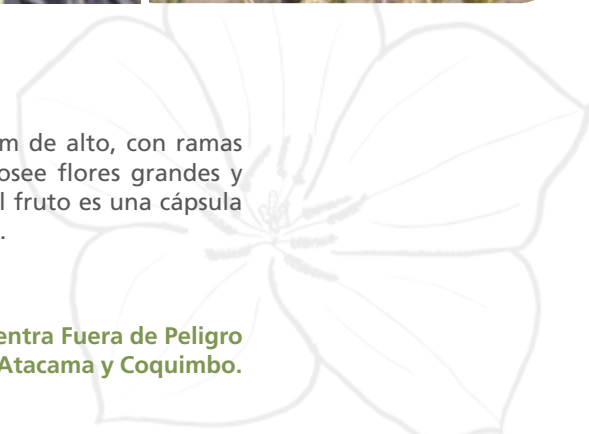 m de alto, con ramas
osee flores grandes y
l fruto es una cápsula
.
entra Fuera de Peligro
Atacama y Coquimbo.